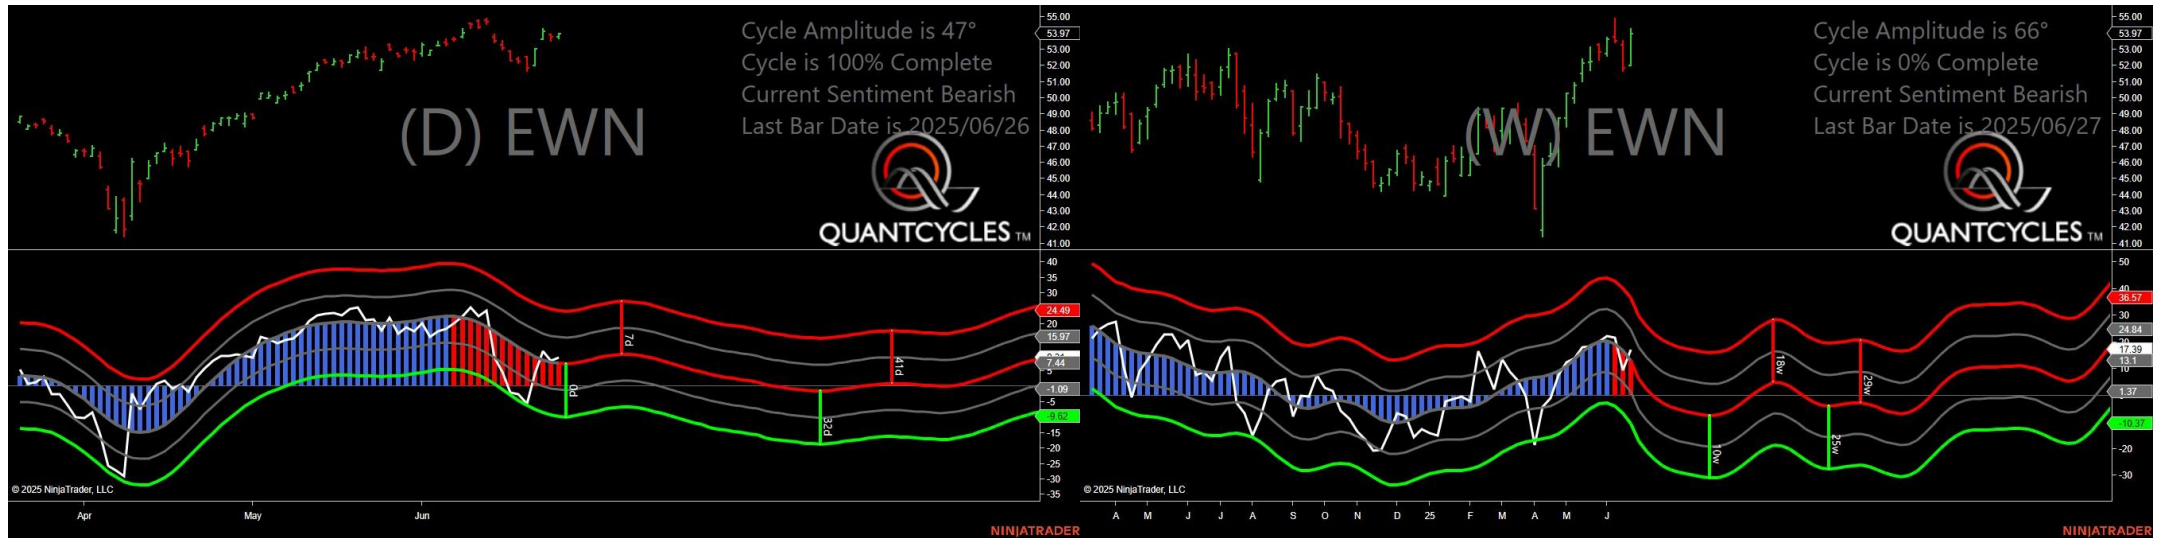 Cycle Amplitude is 47°
Cycle is 100% Complete
Current Sentiment Bearish
Last Bar Date is 2025/06/26
(D) EWN
QUANTCYCLES TM
55.00
53.97
53.00
52.00
51.00
50.00
49.00
48.00
47.00
46.00
45.00
44.00
43.00
42.00
41.00
40
35
30
24.49
20
15.97
7.44
-1.09
-5
-9.62
-15
-20
-25
-30
-35
0d
7d
32d
41d
© 2025 NinjaTrader, LLC
Apr May Jun
NINJATRADER
Cycle Amplitude is 66°
Cycle is 0% Complete
Current Sentiment Bearish
Last Bar Date is 2025/06/27
(W) EWN
QUANTCYCLES TM
55.00
53.97
53.00
52.00
51.00
50.00
49.00
48.00
47.00
46.00
45.00
44.00
43.00
42.00
41.00
50
40
36.57
30
24.84
17.39
13.1
10
1.37
-10.37
-20
-30
10w
18w
25w
29w
© 2025 NinjaTrader, LLC
A M J J A S O N D 25 F M A M J
NINJATRADER